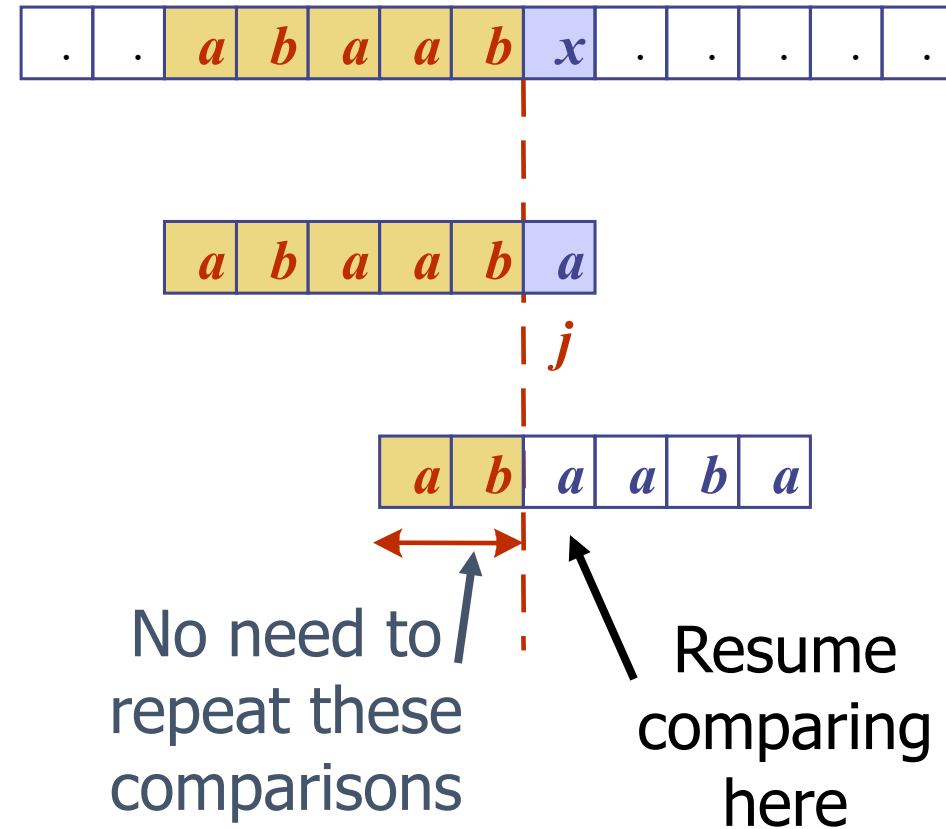 . . a b a a b x . . . . .
a b a a b a
j
a b a a b a
No need to
repeat these
comparisons
Resume
comparing
here